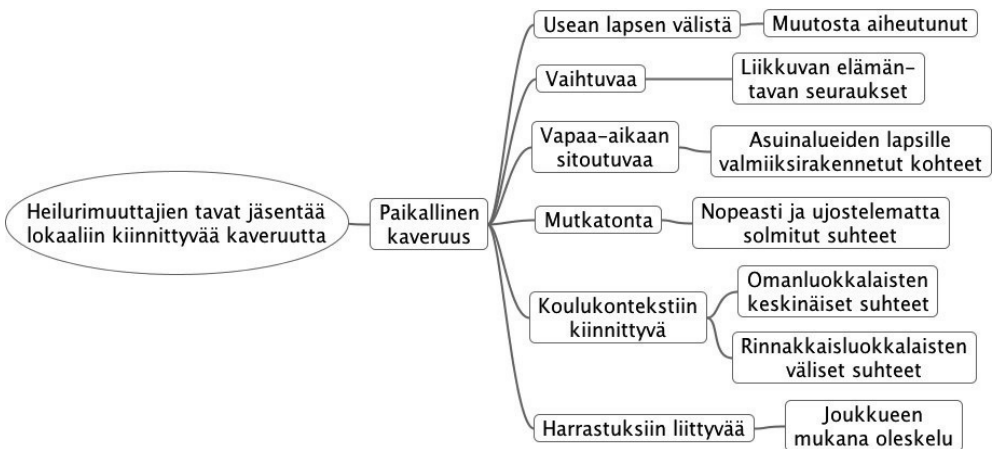 Heilurimuuttajien tavat jäsentää
lokaaliin kiinnittyvää kaveruutta
Paikallinen
kaveruus
Usean lapsen välistä
Muutosta aiheutunut
Vaihtuvaa
Liikkuvan elämän-
tavan seuraukset
Vapaa-aikaan
sitoutuvaa
Asuinalueiden lapsille
valmiiksirakennetut kohteet
Mutkatonta
Nopeasti ja ujostelematta
solmitut suhteet
Koulukontekstiin
kiinnittyvä
Omanluokkalaisten
keskinäiset suhteet
Rinnakkaisluokkalaisten
väliset suhteet
Harrastuksiin liittyvää
Joukkueen
mukana oleskelu